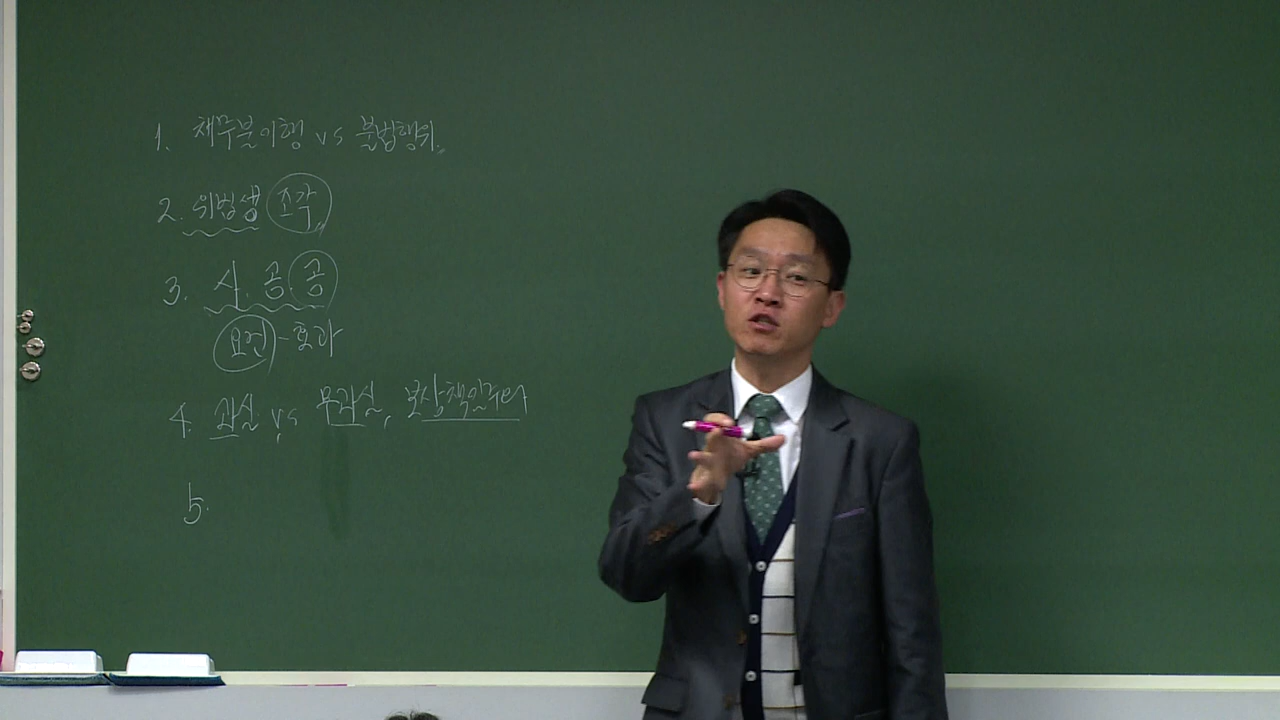 1. 채무불이행 vs 불법행위.
2. 위법성 조각
3. 시. 공 공
요건 - 효과
4. 과실 vs 무과실, 보상책임주의
5.